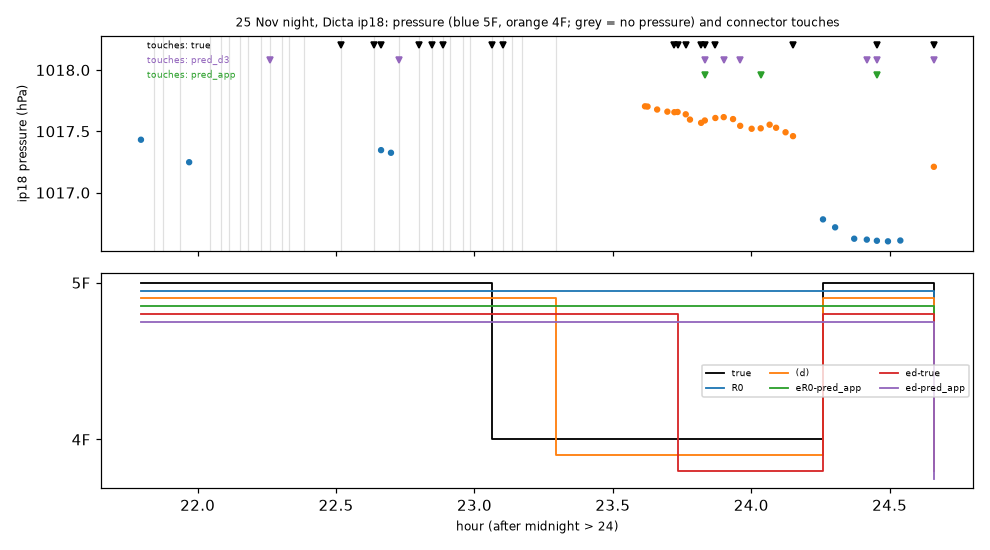 25 Nov night, Dicta ip18: pressure (blue 5F, orange 4F; grey = no pressure) and connector touches
touches: true
touches: pred_d3
touches: pred_app
ip18 pressure (hPa)
1018.0
1017.5
1017.0
5F
4F
true
R0
(d)
eR0-pred_app
ed-true
ed-pred_app
22.0 22.5 23.0 23.5 24.0 24.5
hour (after midnight > 24)